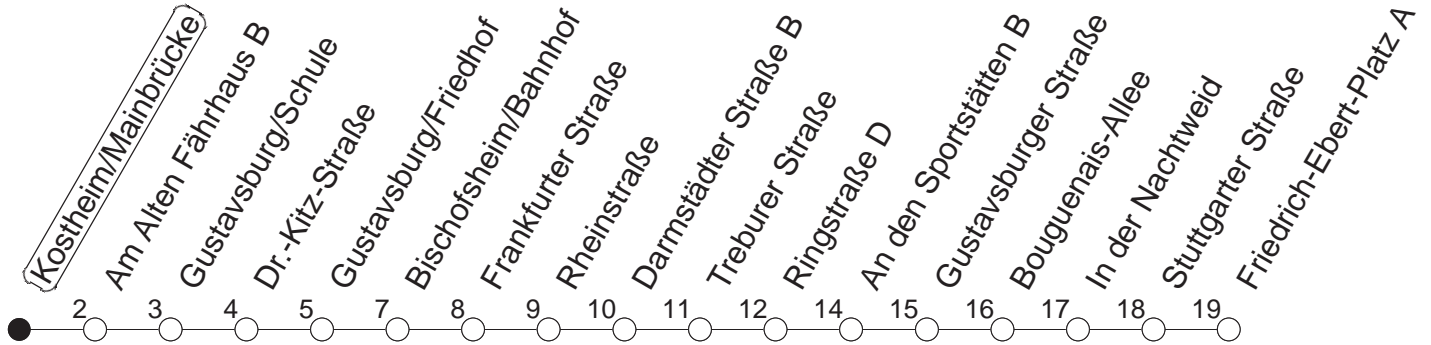 Kostheim/Mainbrücke
Am Alten Fährhaus B
Gustavsburg/Schule
Dr.-Kitz-Straße
Gustavsburg/Friedhof
Bischofsheim/Bahnhof
Frankfurter Straße
Rheinstraße
Darmstädter Straße B
Treburer Straße
Ringstraße D
An den Sportstätten B
Gustavsburger Straße
Bouguenais-Allee
In der Nachtweid
Stuttgarter Straße
Friedrich-Ebert-Platz A
2 3 4 5 7 8 9 10 11 12 14 15 16 17 18 19